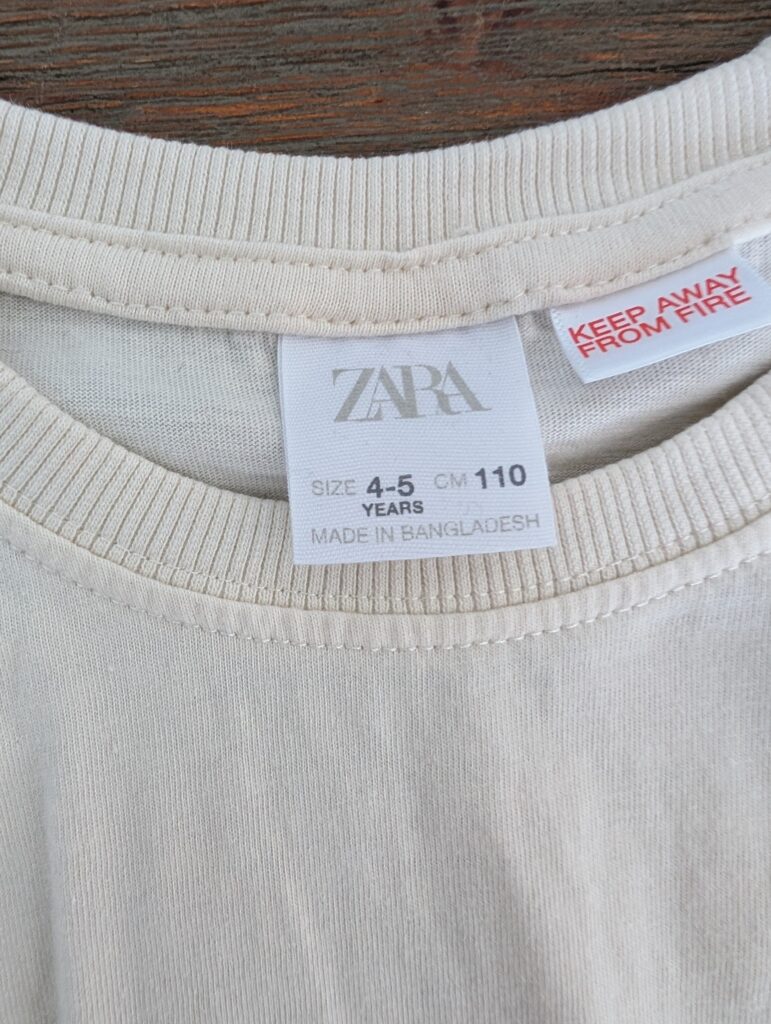 KEEP AWAY
FROM FIRE
ZARA
SIZE 4-5 CM 110
YEARS
MADE IN BANGLADESH